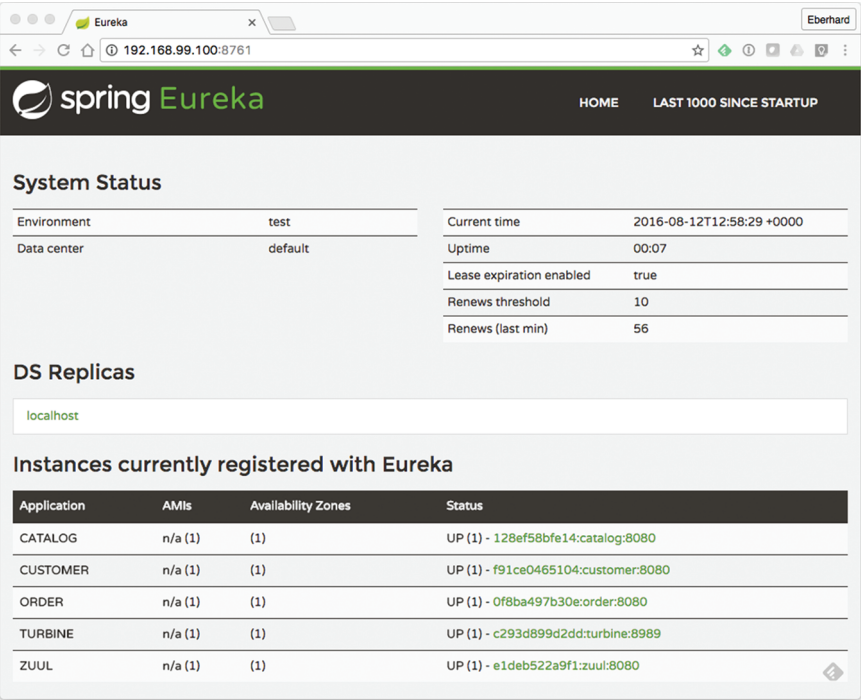 Eureka
Eberhard
192.168.99.100:8761
spring Eureka
HOME LAST 1000 SINCE STARTUP
System Status
Environment test
Data center default
Current time 2016-08-12T12:58:29 +0000
Uptime 00:07
Lease expiration enabled true
Renews threshold 10
Renews (last min) 56
DS Replicas
localhost
Instances currently registered with Eureka
Application AMIs Availability Zones Status
CATALOG n/a (1) (1) UP (1) - 128ef58bfe14:catalog:8080
CUSTOMER n/a (1) (1) UP (1) - f91ce0465104:customer:8080
ORDER n/a (1) (1) UP (1) - 0f8ba497b30e:order:8080
TURBINE n/a (1) (1) UP (1) - c293d899d2dd:turbine:8989
ZUUL n/a (1) (1) UP (1) - e1deb522a9f1:zuul:8080